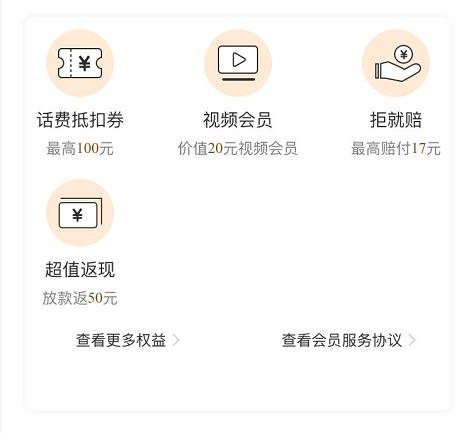 话费抵扣券 视频会员 拒就赔
最高100元 价值20元视频会员 最高赔付17元
超值返现
放款返50元
查看更多权益 查看会员服务协议